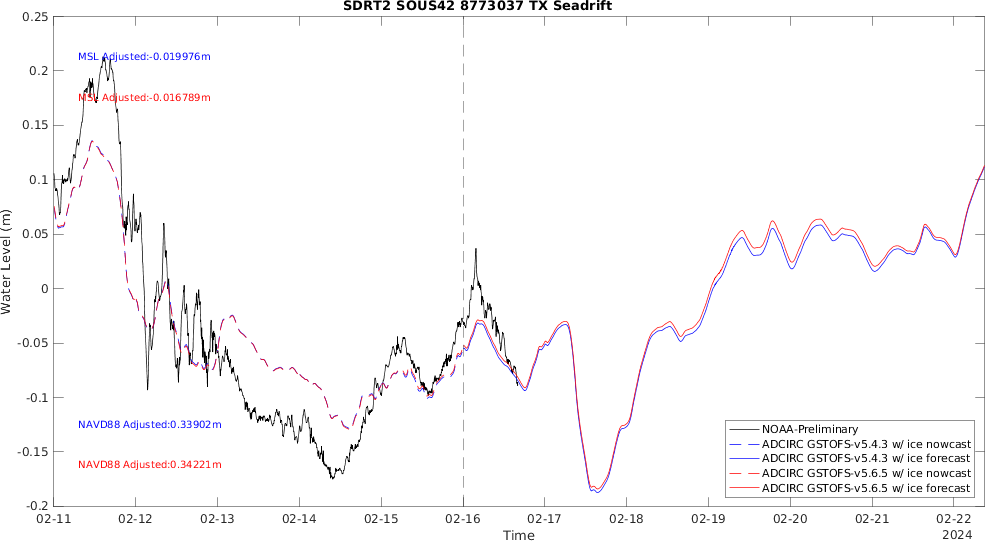 SDRT2 SOUS42 8773037 TX Seadrift
0.25
0.2
0.15
0.1
0.05
0
-0.05
-0.1
-0.15
-0.2
Water Level (m)
MSL Adjusted:-0.019976m
MSL Adjusted:-0.016789m
NAVD88 Adjusted:0.33902m
NAVD88 Adjusted:0.34221m
NOAA-Preliminary
ADCIRC GSTOFS-v5.4.3 w/ ice nowcast
ADCIRC GSTOFS-v5.4.3 w/ ice forecast
ADCIRC GSTOFS-v5.6.5 w/ ice nowcast
ADCIRC GSTOFS-v5.6.5 w/ ice forecast
02-11 02-12 02-13 02-14 02-15 02-16 02-17 02-18 02-19 02-20 02-21 02-22
Time
2024